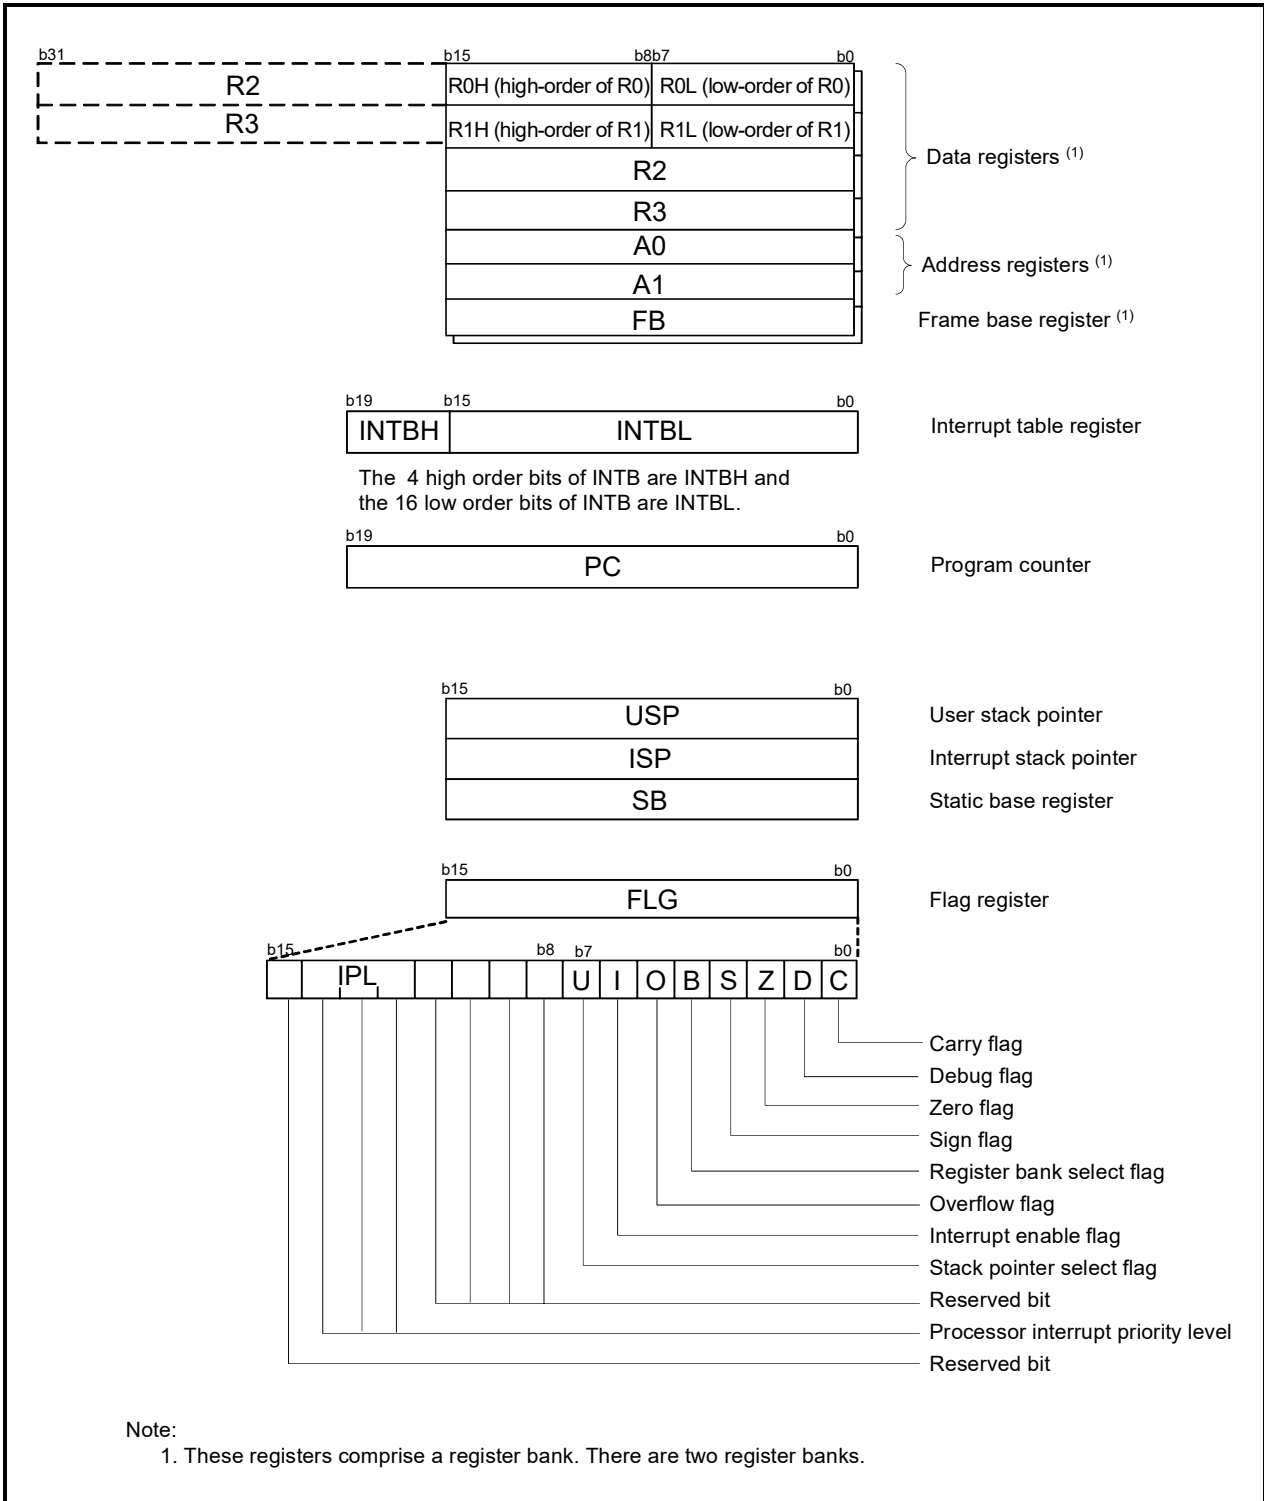 b31 b15 b8b7 b0
R2 R0H (high-order of R0) R0L (low-order of R0)
R3 R1H (high-order of R1) R1L (low-order of R1)
R2
Data registers (1)
R3
A0
Address registers (1)
A1
FB Frame base register (1)
b19 b15 b0
INTBH INTBL Interrupt table register
The 4 high order bits of INTB are INTBH and
the 16 low order bits of INTB are INTBL.
b19 b0
PC Program counter
b15 b0
USP User stack pointer
ISP Interrupt stack pointer
SB Static base register
b15 b0
FLG Flag register
b15 b8 b7 b0
IPL U I O B S Z D C
Carry flag
Debug flag
Zero flag
Sign flag
Register bank select flag
Overflow flag
Interrupt enable flag
Stack pointer select flag
Reserved bit
Processor interrupt priority level
Reserved bit
Note:
1. These registers comprise a register bank. There are two register banks.